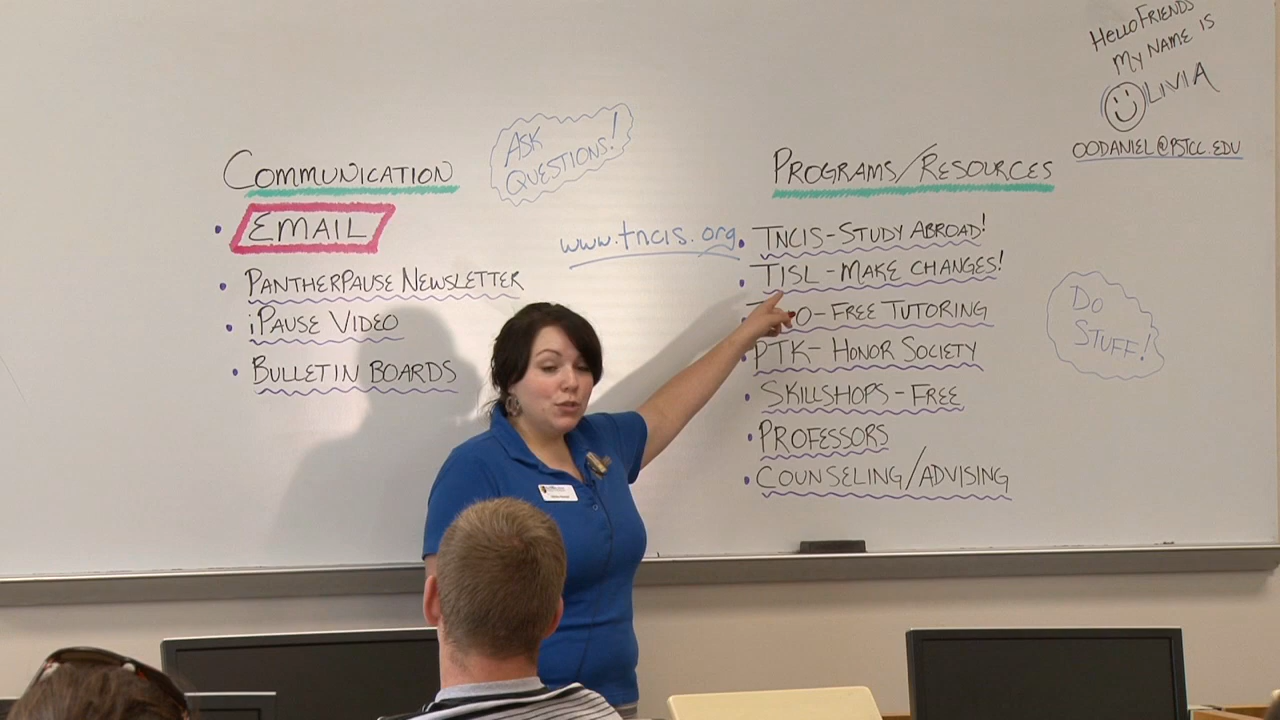 HELLO FRIENDS
MY NAME IS
OLIVIA
OODANIEL@PSTCC.EDU
ASK
QUESTIONS!
COMMUNICATION
• EMAIL
• PANTHERPAUSE NEWSLETTER
• iPAUSE VIDEO
• BULLETIN BOARDS
PROGRAMS/RESOURCES
www.tncis.org
• TNCIS-STUDY ABROAD!
• TISL-MAKE CHANGES!
O-FREE TUTORING
• PTK-HONOR SOCIETY
• SKILLSHOPS-FREE
• PROFESSORS
• COUNSELING/ADVISING
DO
STUFF!